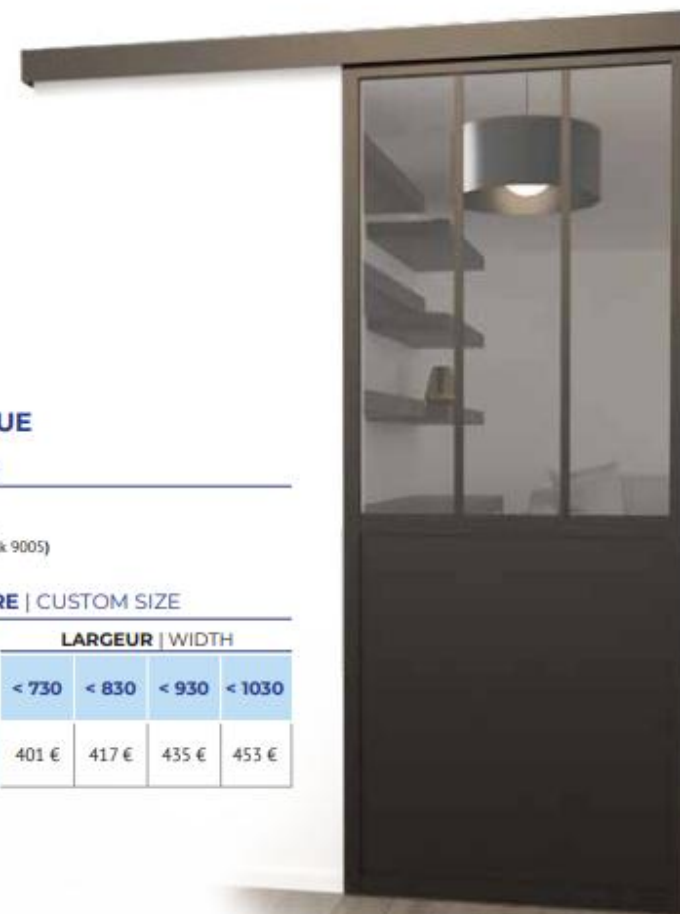 UE
k 9005)
RE | CUSTOM SIZE
LARGEUR | WIDTH
< 730 < 830 < 930 < 1030
401 € 417 € 435 € 453 €